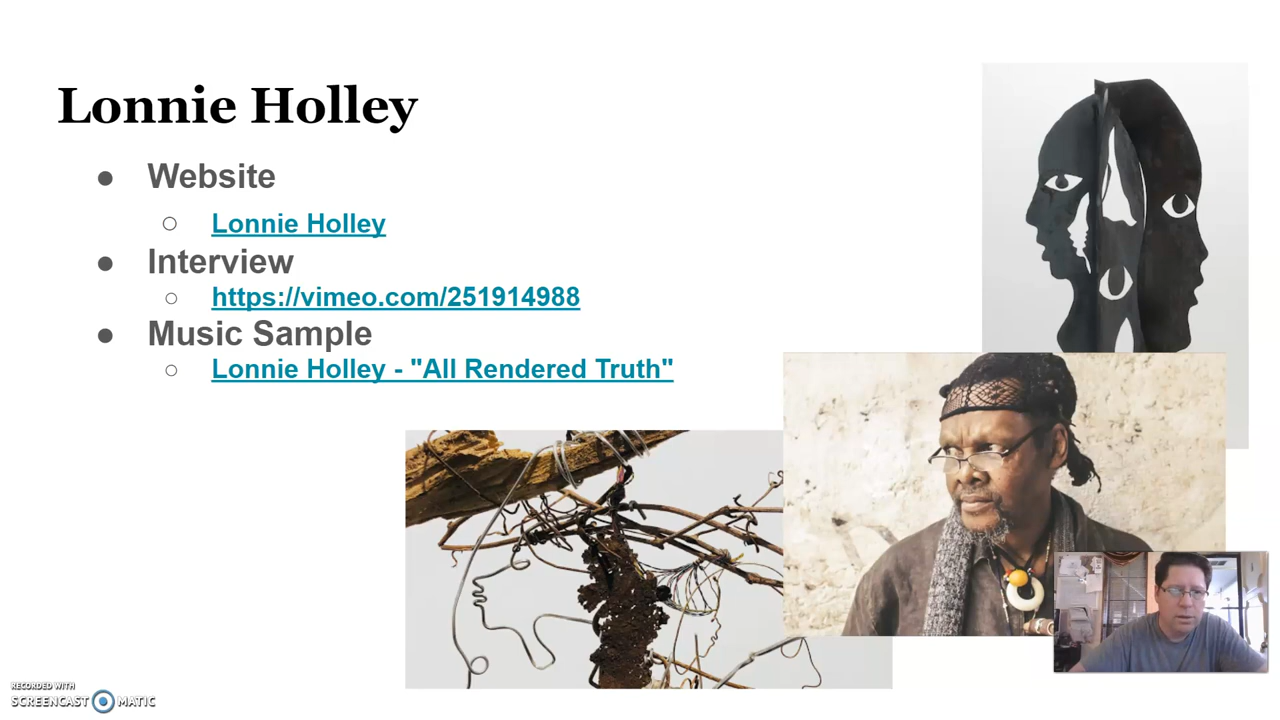 Lonnie Holley
● Website
○ Lonnie Holley
● Interview
○ https://vimeo.com/251914988
● Music Sample
○ Lonnie Holley - "All Rendered Truth"
RECORDED WITH
SCREENCAST MATIC